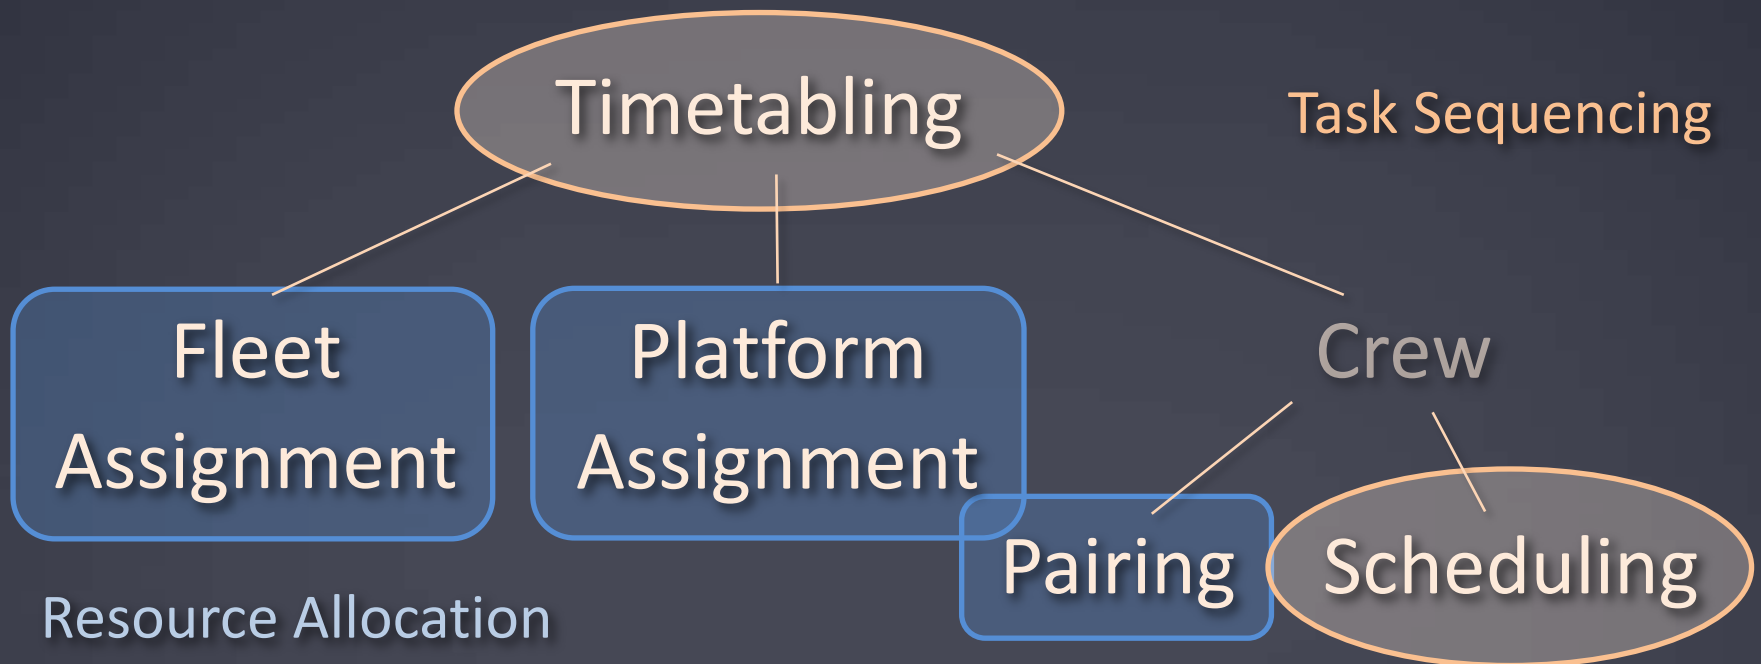 Timetabling
Task Sequencing
Fleet
Assignment
Platform
Assignment
Crew
Pairing
Scheduling
Resource Allocation